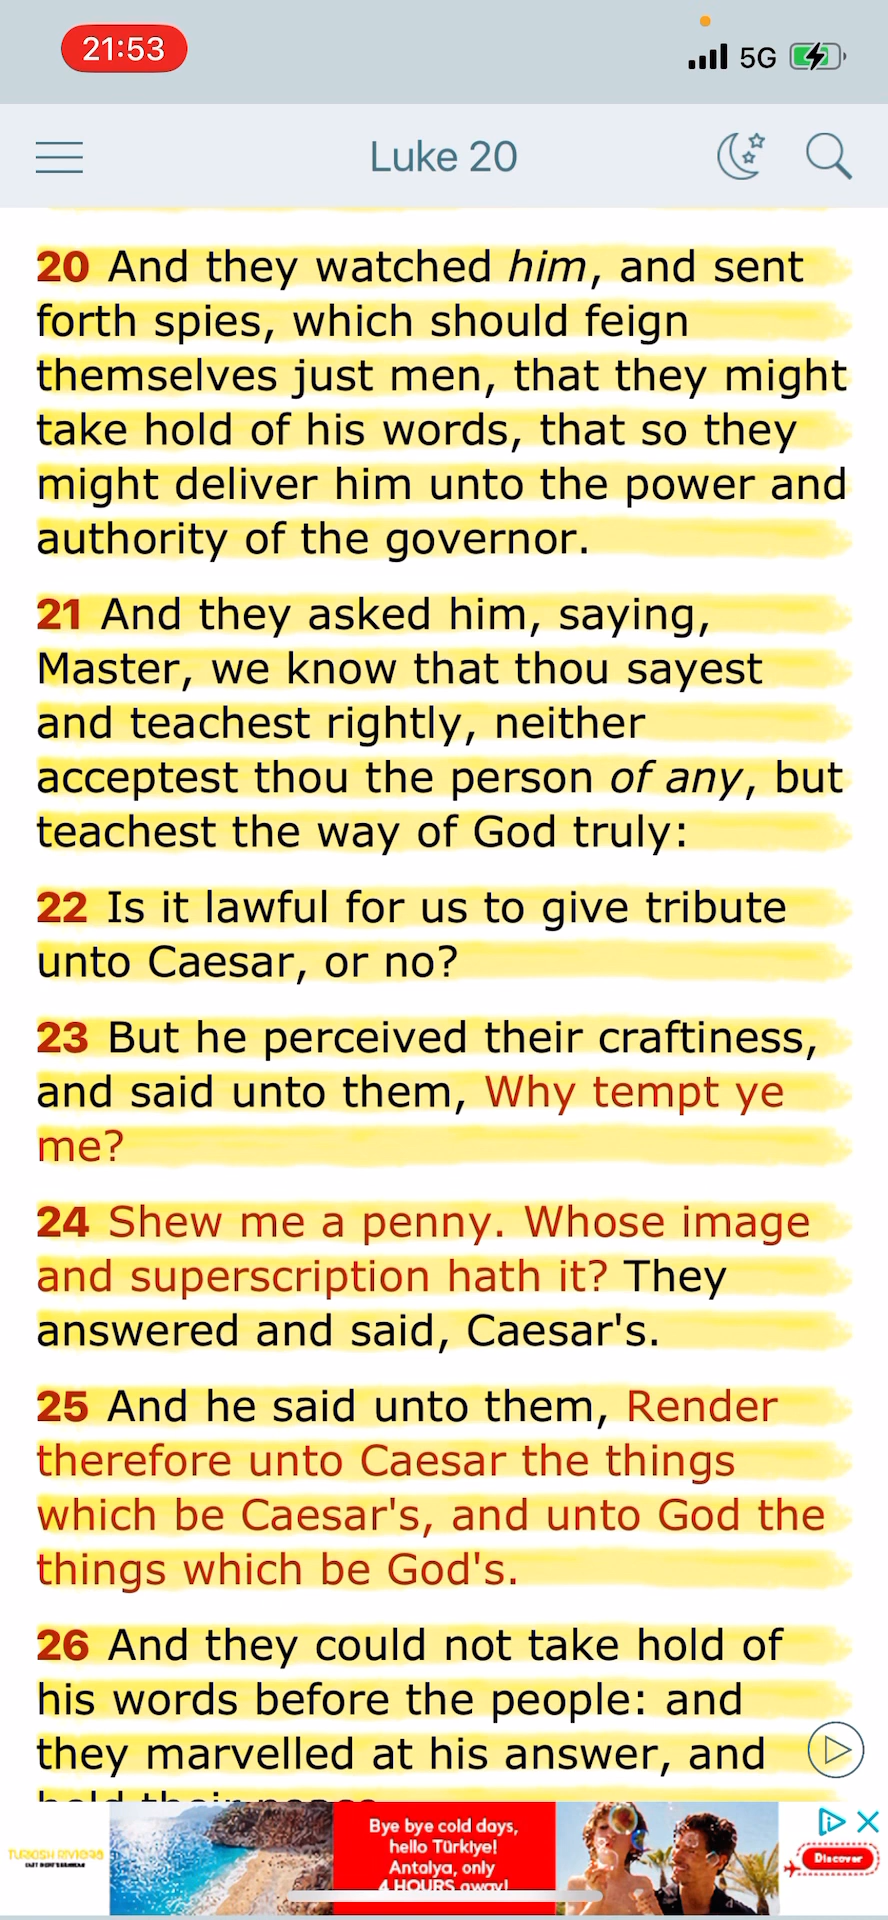 21:53
5G
Luke 20
20 And they watched him, and sent
forth spies, which should feign
themselves just men, that they might
take hold of his words, that so they
might deliver him unto the power and
authority of the governor.
21 And they asked him, saying,
Master, we know that thou sayest
and teachest rightly, neither
acceptest thou the person of any, but
teachest the way of God truly:
22 Is it lawful for us to give tribute
unto Caesar, or no?
23 But he perceived their craftiness,
and said unto them, Why tempt ye
me?
24 Shew me a penny. Whose image
and superscription hath it? They
answered and said, Caesar's.
25 And he said unto them, Render
therefore unto Caesar the things
which be Caesar's, and unto God the
things which be God's.
26 And they could not take hold of
his words before the people: and
they marvelled at his answer, and
held their peace.
TURKISH RIVIERA
Bye bye cold days,
hello Türkiye!
Antalya, only
4 HOURS away!
Discover